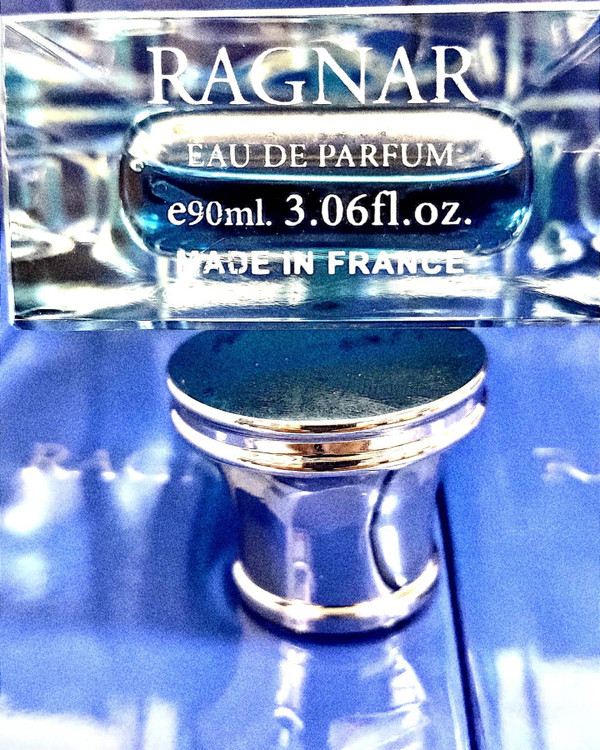 RAGNAR
EAU DE PARFUM
e90ml. 3.06fl.oz.
MADE IN FRANCE